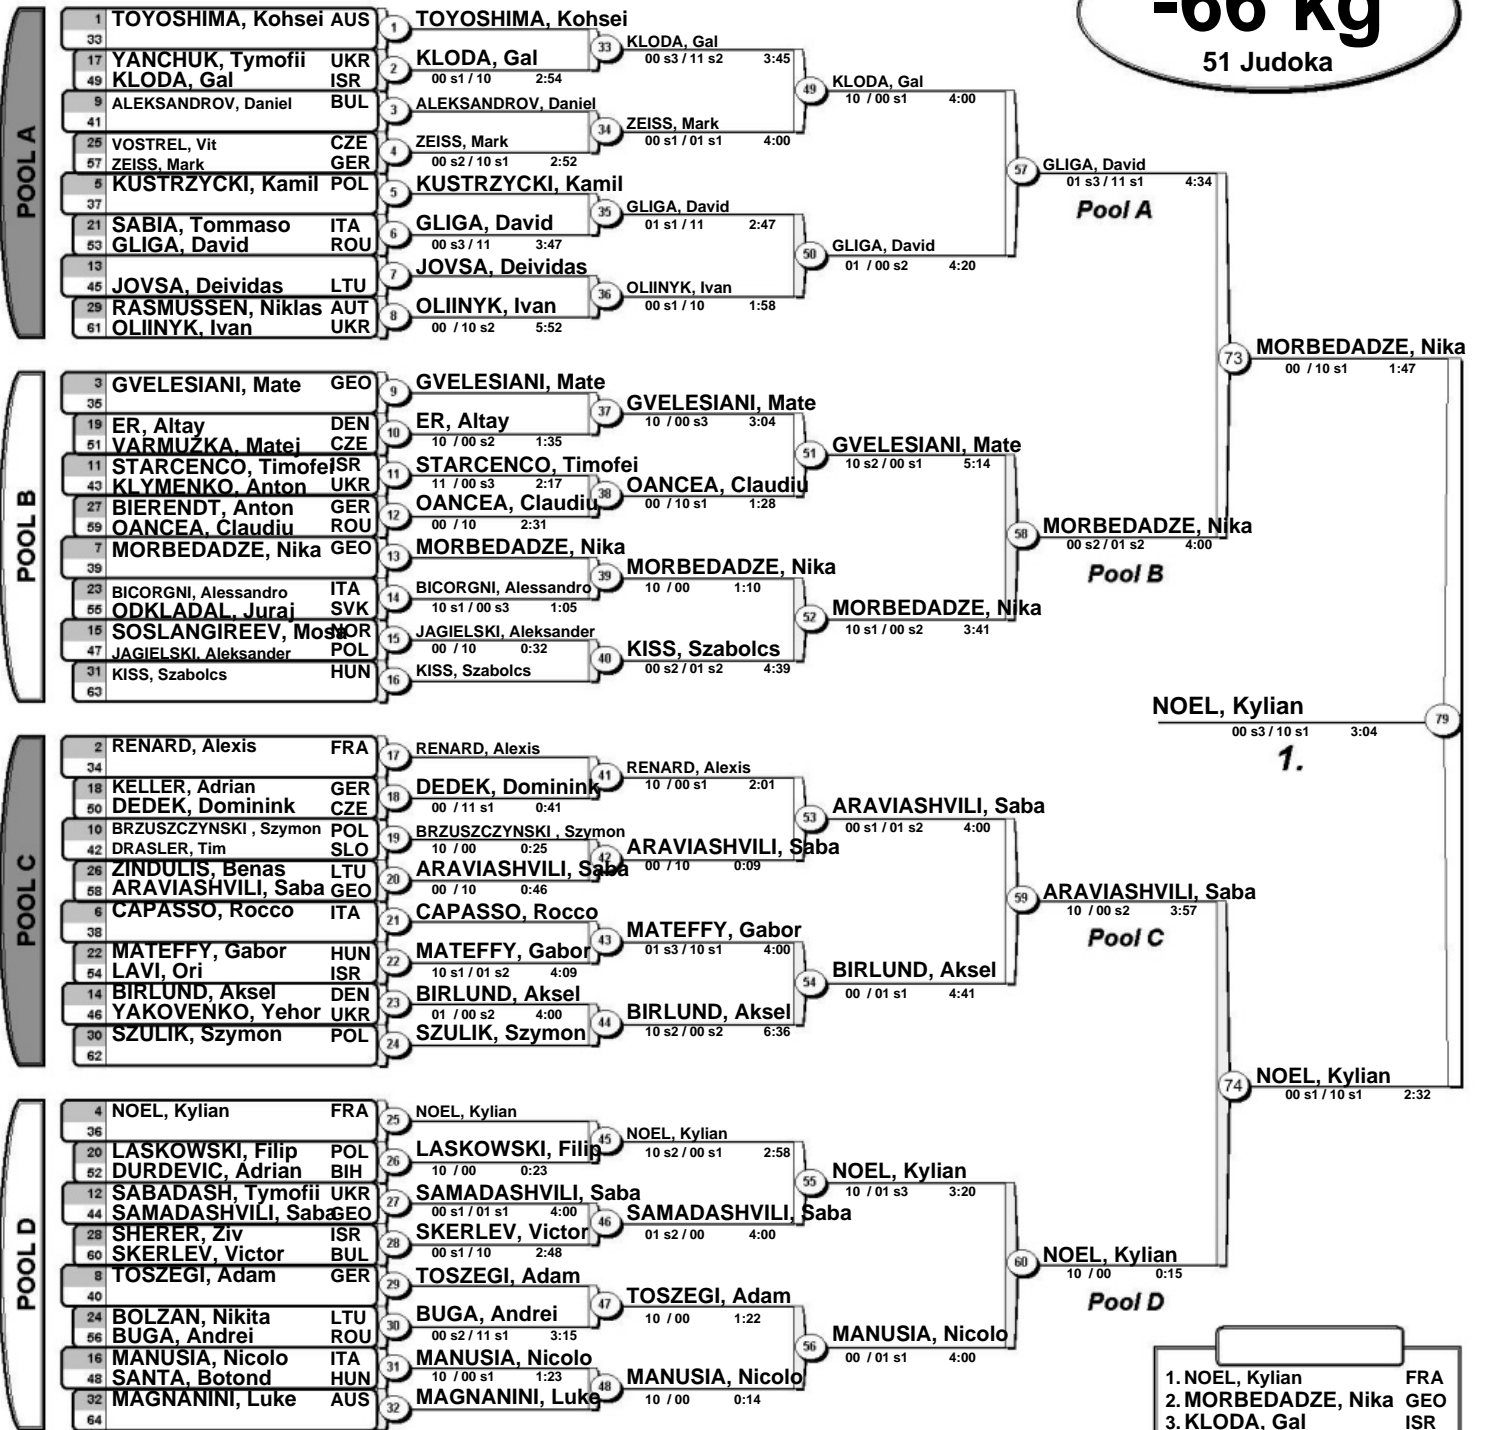 -66 kg
51 Judoka
POOL A
1 TOYOSHIMA, Kohsei AUS
33
17 YANCHUK, Tymofii UKR
49 KLODA, Gal ISR
9 ALEKSANDROV, Daniel BUL
41
25 VOSTREL, Vit CZE
57 ZEISS, Mark GER
5 KUSTRZYCKI, Kamil POL
37
21 SABIA, Tommaso ITA
53 GLIGA, David ROU
13
45 JOVSA, Deividas LTU
29 RASMUSSEN, Niklas AUT
61 OLIINYK, Ivan UKR
1 TOYOSHIMA, Kohsei
2 KLODA, Gal
00 s1 / 10 2:54
3 ALEKSANDROV, Daniel
4 ZEISS, Mark
00 s2 / 10 s1 2:52
5 KUSTRZYCKI, Kamil
6 GLIGA, David
00 s3 / 11 3:47
7 JOVSA, Deividas
8 OLIINYK, Ivan
00 / 10 s2 5:52
33 KLODA, Gal
00 s3 / 11 s2 3:45
34 ZEISS, Mark
00 s1 / 01 s1 4:00
35 GLIGA, David
01 s1 / 11 2:47
36 OLIINYK, Ivan
00 s1 / 10 1:58
49 KLODA, Gal
10 / 00 s1 4:00
50 GLIGA, David
01 / 00 s2 4:20
57 GLIGA, David
01 s3 / 11 s1 4:34
Pool A
POOL B
3 GVELESIANI, Mate GEO
35
19 ER, Altay DEN
51 VARMUZKA, Matej CZE
11 STARCENCO, Timofei ISR
43 KLYMENKO, Anton UKR
27 BIERENDT, Anton GER
59 OANCEA, Claudiu ROU
7 MORBEDADZE, Nika GEO
39
23 BICORGNI, Alessandro ITA
55 ODKLADAL, Juraj SVK
15 SOSLANGIREEV, Mosa NOR
47 JAGIELSKI, Aleksander POL
31 KISS, Szabolcs HUN
63
9 GVELESIANI, Mate
10 ER, Altay
10 / 00 s2 1:35
11 STARCENCO, Timofei
11 / 00 s3 2:17
12 OANCEA, Claudiu
00 / 10 2:31
13 MORBEDADZE, Nika
14 BICORGNI, Alessandro
10 s1 / 00 s3 1:05
15 JAGIELSKI, Aleksander
00 / 10 0:32
16 KISS, Szabolcs
37 GVELESIANI, Mate
10 / 00 s3 3:04
38 OANCEA, Claudiu
00 / 10 s1 1:28
39 MORBEDADZE, Nika
10 / 00 1:10
40 KISS, Szabolcs
00 s2 / 01 s2 4:39
51 GVELESIANI, Mate
10 s2 / 00 s1 5:14
52 MORBEDADZE, Nika
10 s1 / 00 s2 3:41
58 MORBEDADZE, Nika
00 s2 / 01 s2 4:00
Pool B
73 MORBEDADZE, Nika
00 / 10 s1 1:47
NOEL, Kylian 79
00 s3 / 10 s1 3:04
1.
POOL C
2 RENARD, Alexis FRA
34
18 KELLER, Adrian GER
50 DEDEK, Dominink CZE
10 BRZUSZCZYNSKI , Szymon POL
42 DRASLER, Tim SLO
26 ZINDULIS, Benas LTU
58 ARAVIASHVILI, Saba GEO
6 CAPASSO, Rocco ITA
38
22 MATEFFY, Gabor HUN
54 LAVI, Ori ISR
14 BIRLUND, Aksel DEN
46 YAKOVENKO, Yehor UKR
30 SZULIK, Szymon POL
62
17 RENARD, Alexis
18 DEDEK, Dominink
00 / 11 s1 0:41
19 BRZUSZCZYNSKI , Szymon
10 / 00 0:25
20 ARAVIASHVILI, Saba
00 / 10 0:46
21 CAPASSO, Rocco
22 MATEFFY, Gabor
10 s1 / 01 s2 4:09
23 BIRLUND, Aksel
01 / 00 s2 4:00
24 SZULIK, Szymon
41 RENARD, Alexis
10 / 00 s1 2:01
42 ARAVIASHVILI, Saba
00 / 10 0:09
43 MATEFFY, Gabor
01 s3 / 10 s1 4:00
44 BIRLUND, Aksel
10 s2 / 00 s2 6:36
53 ARAVIASHVILI, Saba
00 s1 / 01 s2 4:00
54 BIRLUND, Aksel
00 / 01 s1 4:41
59 ARAVIASHVILI, Saba
10 / 00 s2 3:57
Pool C
74 NOEL, Kylian
00 s1 / 10 s1 2:32
POOL D
4 NOEL, Kylian FRA
36
20 LASKOWSKI, Filip POL
52 DURDEVIC, Adrian BIH
12 SABADASH, Tymofii UKR
44 SAMADASHVILI, Saba GEO
28 SHERER, Ziv ISR
60 SKERLEV, Victor BUL
8 TOSZEGI, Adam GER
40
24 BOLZAN, Nikita LTU
56 BUGA, Andrei ROU
16 MANUSIA, Nicolo ITA
48 SANTA, Botond HUN
32 MAGNANINI, Luke AUS
64
25 NOEL, Kylian
26 LASKOWSKI, Filip
10 / 00 0:23
27 SAMADASHVILI, Saba
00 s1 / 01 s1 4:00
28 SKERLEV, Victor
00 s1 / 10 2:48
29 TOSZEGI, Adam
30 BUGA, Andrei
00 s2 / 11 s1 3:15
31 MANUSIA, Nicolo
10 / 00 s1 1:23
32 MAGNANINI, Luke
45 NOEL, Kylian
10 s2 / 00 s1 2:58
46 SAMADASHVILI, Saba
01 s2 / 00 4:00
47 TOSZEGI, Adam
10 / 00 1:22
48 MANUSIA, Nicolo
10 / 00 0:14
55 NOEL, Kylian
10 / 01 s3 3:20
56 MANUSIA, Nicolo
00 / 01 s1 4:00
60 NOEL, Kylian
10 / 00 0:15
Pool D
1. NOEL, Kylian FRA
2. MORBEDADZE, Nika GEO
3. KLODA, Gal ISR